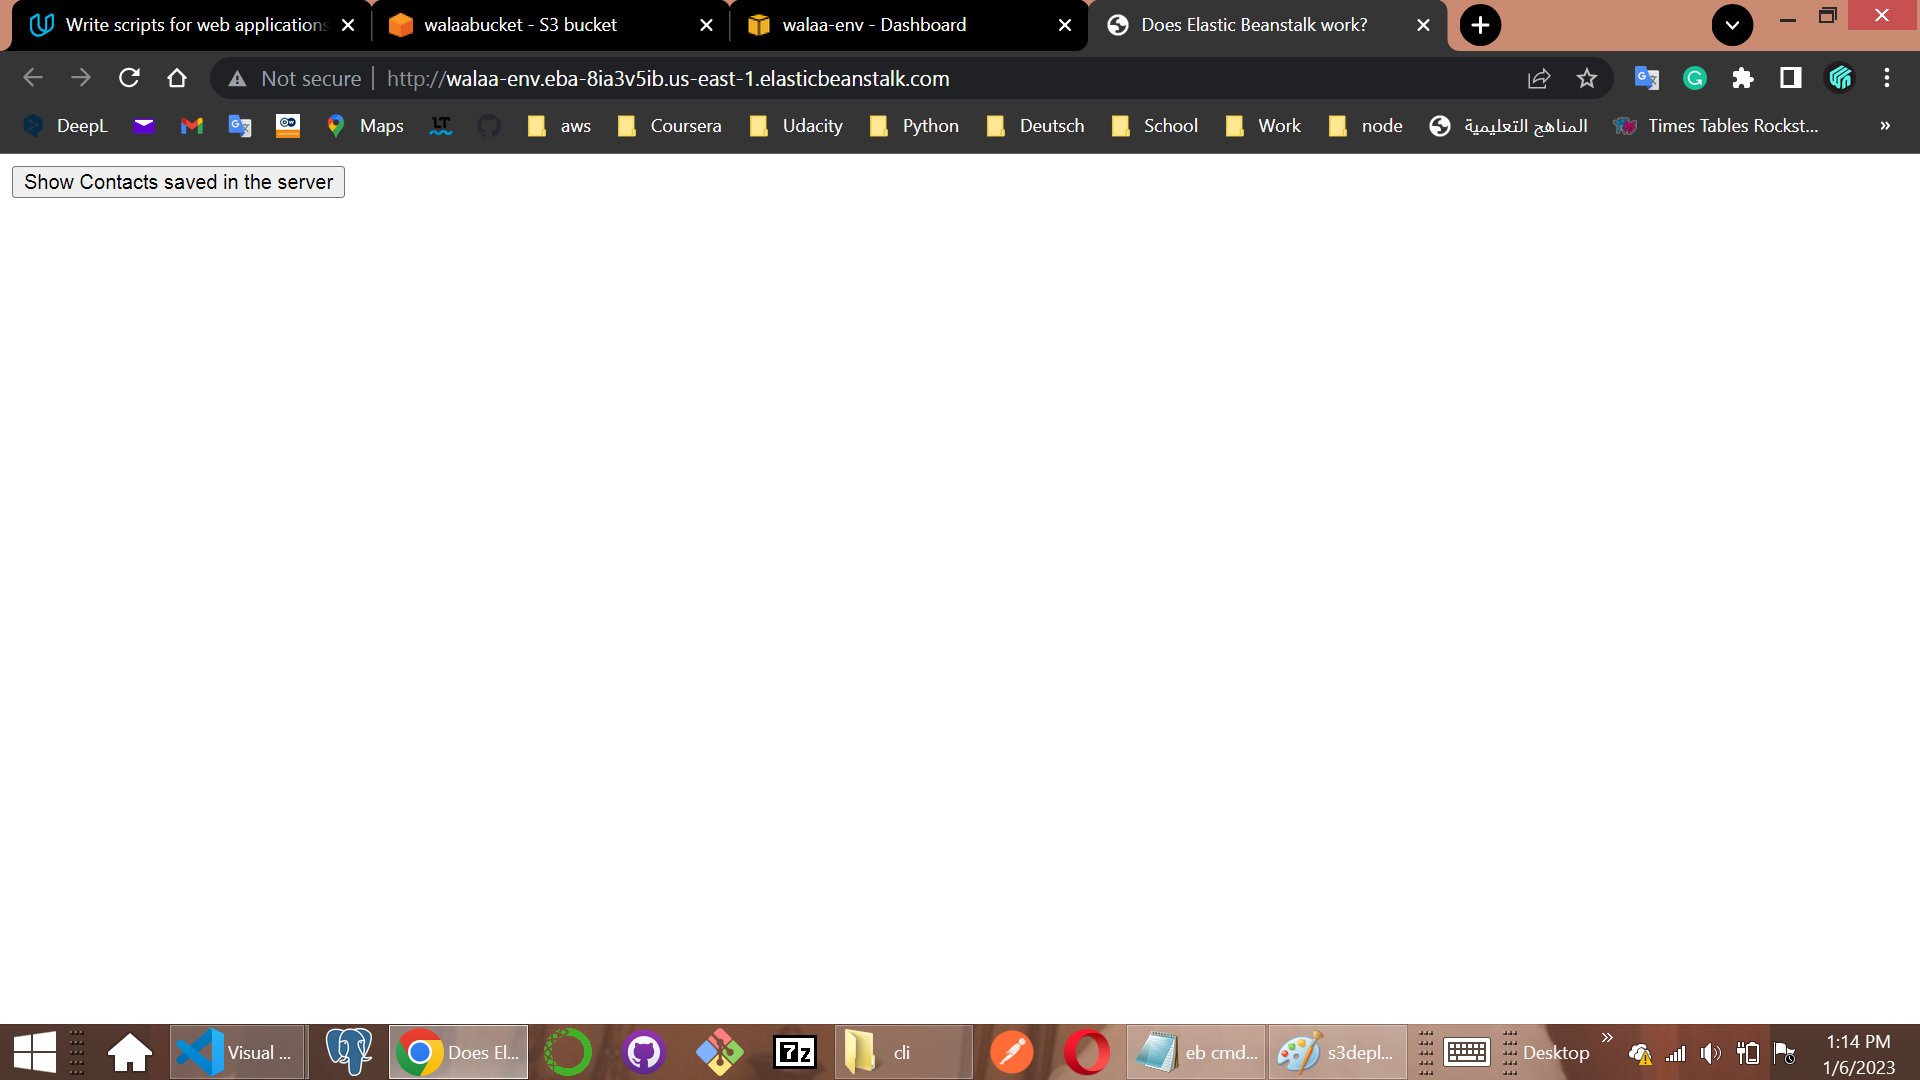 Write scripts for web applications
walaabucket - S3 bucket
walaa-env - Dashboard
Does Elastic Beanstalk work?
Not secure
http://walaa-env.eba-8ia3v5ib.us-east-1.elasticbeanstalk.com
DeepL
Maps
LT
aws
Coursera
Udacity
Python
Deutsch
School
Work
node
المناهج التعليمية
Times Tables Rockst...
»
Show Contacts saved in the server
Visual ...
Does El...
7z
cli
eb cmd...
s3depl...
Desktop
»
1:14 PM
1/6/2023